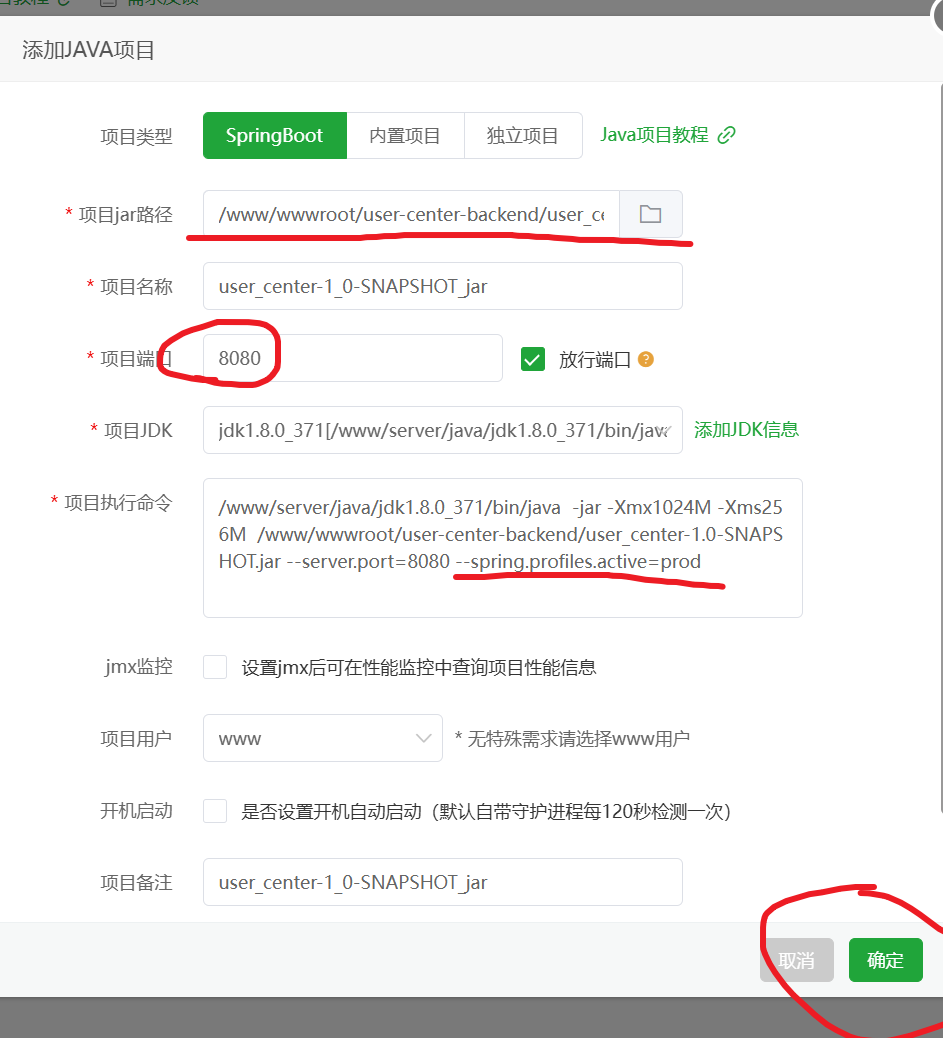 添加JAVA项目
项目类型 SpringBoot 内置项目 独立项目 Java项目教程
* 项目jar路径 /www/wwwroot/user-center-backend/user_ce
* 项目名称 user_center-1_0-SNAPSHOT_jar
* 项目端口 8080 放行端口 ?
* 项目JDK jdk1.8.0_371[/www/server/java/jdk1.8.0_371/bin/java 添加JDK信息
* 项目执行命令 /www/server/java/jdk1.8.0_371/bin/java -jar -Xmx1024M -Xms25
6M /www/wwwroot/user-center-backend/user_center-1.0-SNAPS
HOT.jar --server.port=8080 --spring.profiles.active=prod
jmx监控 设置jmx后可在性能监控中查询项目性能信息
项目用户 www * 无特殊需求请选择www用户
开机启动 是否设置开机自动启动（默认自带守护进程每120秒检测一次）
项目备注 user_center-1_0-SNAPSHOT_jar
取消 确定